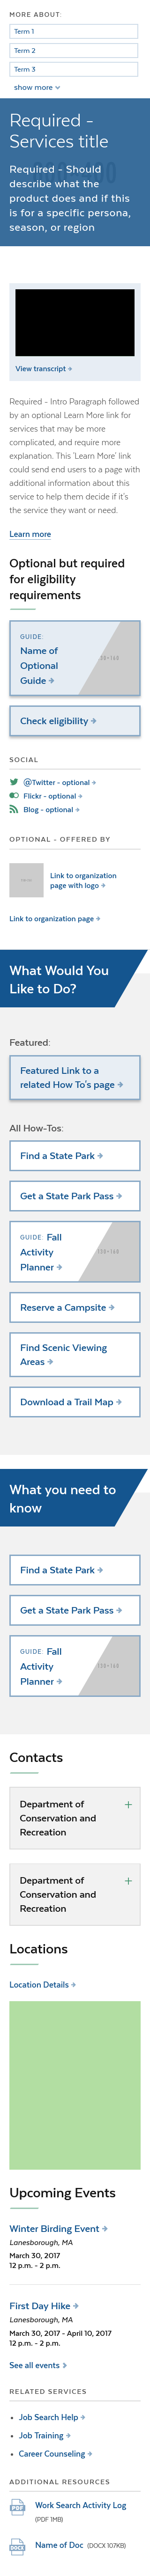 MORE ABOUT:
Term 1
Term 2
Term 3
show more
Required -
Services title
Required - Should
describe what the
product does and if this
is for a specific persona,
season, or region
View transcript
Required - Intro Paragraph followed
by an optional Learn More link for
services that may be more
complicated, and require more
explanation. This 'Learn More' link
could send end users to a page with
additional information about this
service to help them decide if it's
the service they want or need.
Learn more
Optional but required
for eligibility
requirements
GUIDE:
Name of
Optional
Guide
Check eligibility
SOCIAL
@Twitter - optional
Flickr - optional
Blog - optional
OPTIONAL - OFFERED BY
Link to organization
page with logo
Link to organization page
What Would You
Like to Do?
Featured:
Featured Link to a
related How To's page
All How-Tos:
Find a State Park
Get a State Park Pass
GUIDE: Fall
Activity
Planner
Reserve a Campsite
Find Scenic Viewing
Areas
Download a Trail Map
What you need to
know
Find a State Park
Get a State Park Pass
GUIDE: Fall
Activity
Planner
Contacts
Department of
Conservation and
Recreation
Department of
Conservation and
Recreation
Locations
Location Details
Upcoming Events
Winter Birding Event
Lanesborough, MA
March 30, 2017
12 p.m. - 2 p.m.
First Day Hike
Lanesborough, MA
March 30, 2017 - April 10, 2017
12 p.m. - 2 p.m.
See all events
RELATED SERVICES
Job Search Help
Job Training
Career Counseling
ADDITIONAL RESOURCES
PDF
Work Search Activity Log
(PDF 1MB)
DOCX
Name of Doc (DOCX 107KB)